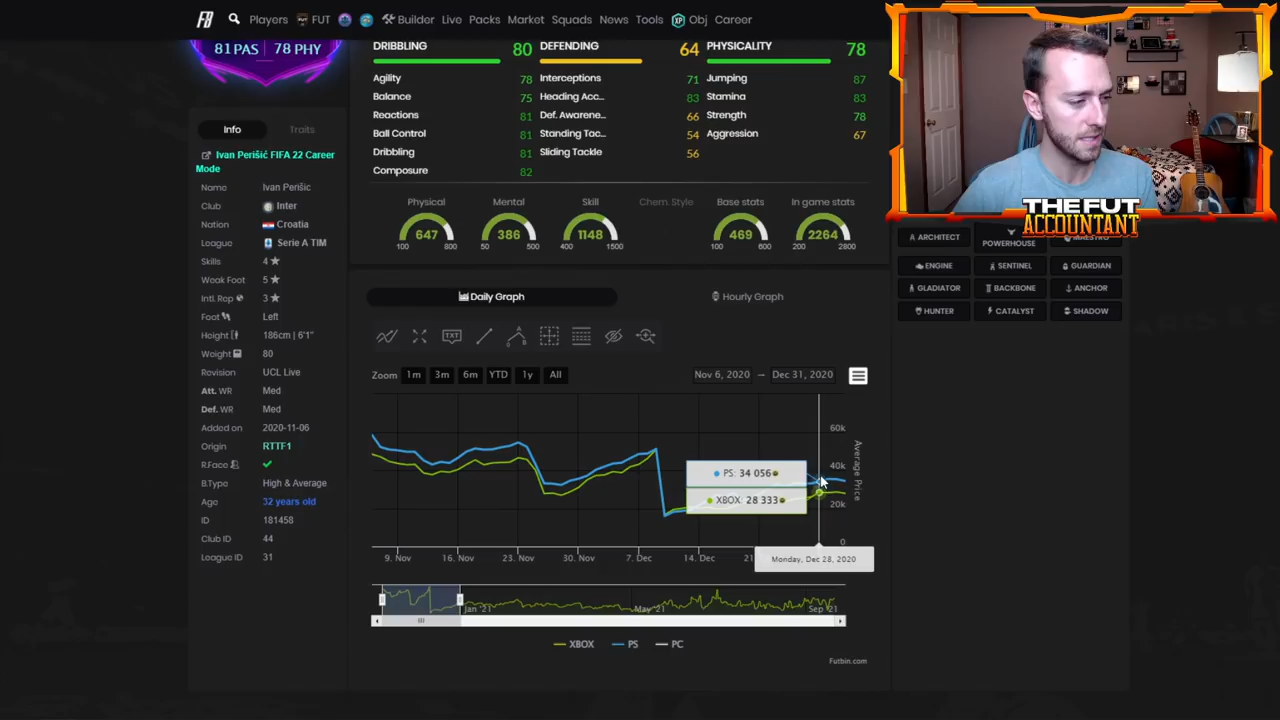 F8 Players FUT Builder Live Packs Market Squads News Tools XP Obj Career
81 PAS 78 PHY
DRIBBLING 80 DEFENDING 64 PHYSICALITY 78
Agility 78 Interceptions 71 Jumping 87
Balance 75 Heading Acc... 83 Stamina 83
Reactions 81 Def. Awarene... 66 Strength 78
Ball Control 81 Standing Tac... 54 Aggression 67
Dribbling 81 Sliding Tackle 56
Composure 82
Info Traits
Ivan Perišić FIFA 22 Career
Mode
Name Ivan Perišic
Club Inter
Nation Croatia
League Serie A TIM
Skills 4★
Weak Foot 5★
Intl. Rep 3★
Foot Left
Height 186cm | 6'1"
Weight 80
Revision UCL Live
Att. WR Med
Def. WR Med
Added on 2020-11-06
Origin RTTF1
R.Face
B.Type High & Average
Age 32 years old
ID 181458
Club ID 44
League ID 31
Physical Mental Skill Chem. Style Base stats In game stats
647 386 1148 469 2264
100 800 50 500 400 1500 100 600 200 2800
Daily Graph Hourly Graph
TXT
Zoom 1m 3m 6m YTD 1y All Nov 6, 2020 → Dec 31, 2020
60k
40k
20k
0
Average Price
PS: 34 056
XBOX: 28 333
9. Nov 16. Nov 23. Nov 30. Nov 7. Dec 14. Dec 21
Monday, Dec 28, 2020
Jan '21 May '21 Sep '21
XBOX PS PC
Futbin.com
THE FUT
ACCOUNTANT
ARCHITECT POWERHOUSE MAESTRO
ENGINE SENTINEL GUARDIAN
GLADIATOR BACKBONE ANCHOR
HUNTER CATALYST SHADOW